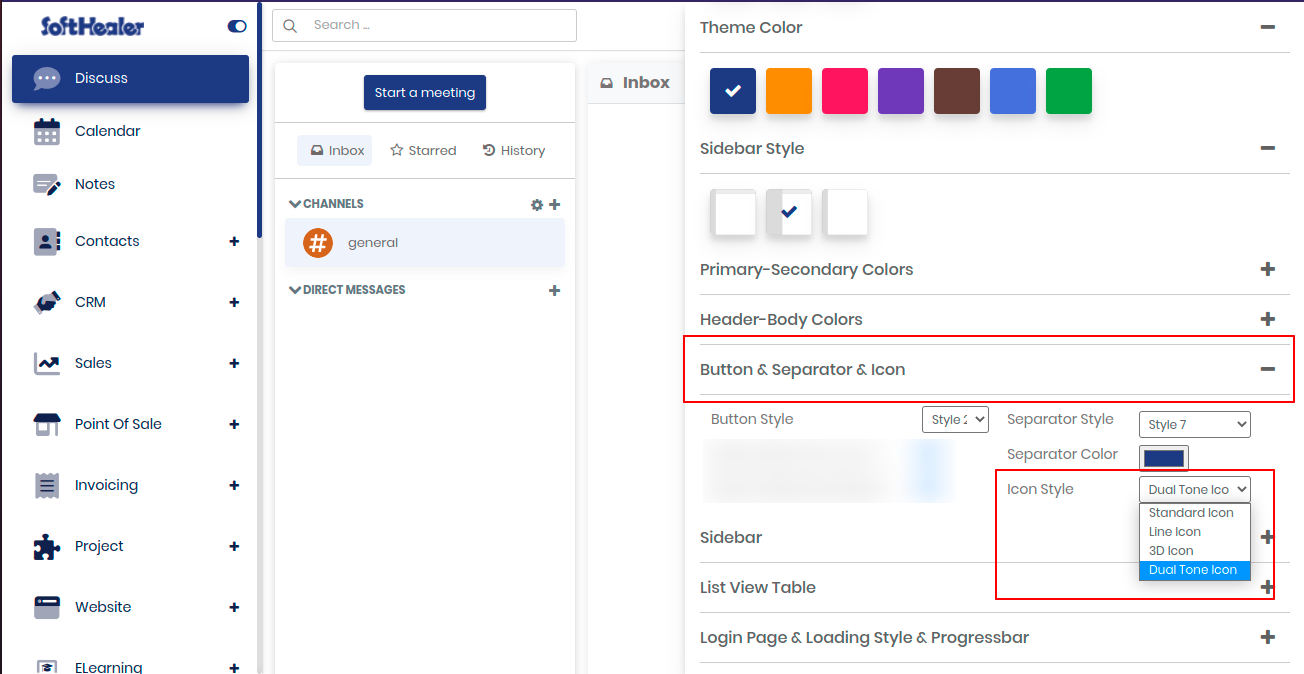 SoftHealer
Discuss
Calendar
Notes
Contacts
CRM
Sales
Point Of Sale
Invoicing
Project
Website
ELearning
Search ...
Start a meeting
Inbox
Starred
History
CHANNELS
general
DIRECT MESSAGES
Inbox
Theme Color
Sidebar Style
Primary-Secondary Colors
Header-Body Colors
Button & Separator & Icon
Button Style
Style 2
Separator Style
Style 7
Separator Color
Icon Style
Dual Tone Ico
Standard Icon
Line Icon
3D Icon
Dual Tone Icon
Sidebar
List View Table
Login Page & Loading Style & Progressbar